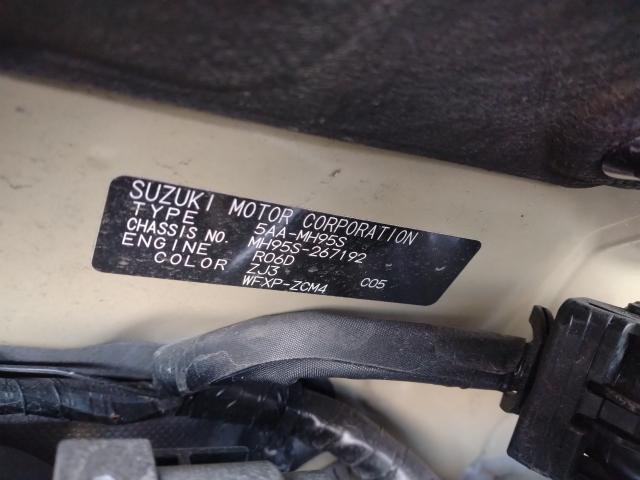 SUZUKI MOTOR CORPORATION
TYPE 5AA-MH95S
CHASSIS NO. MH95S-267192
ENGINE R06D
COLOR ZJ3
WFXP-ZCM4 C05